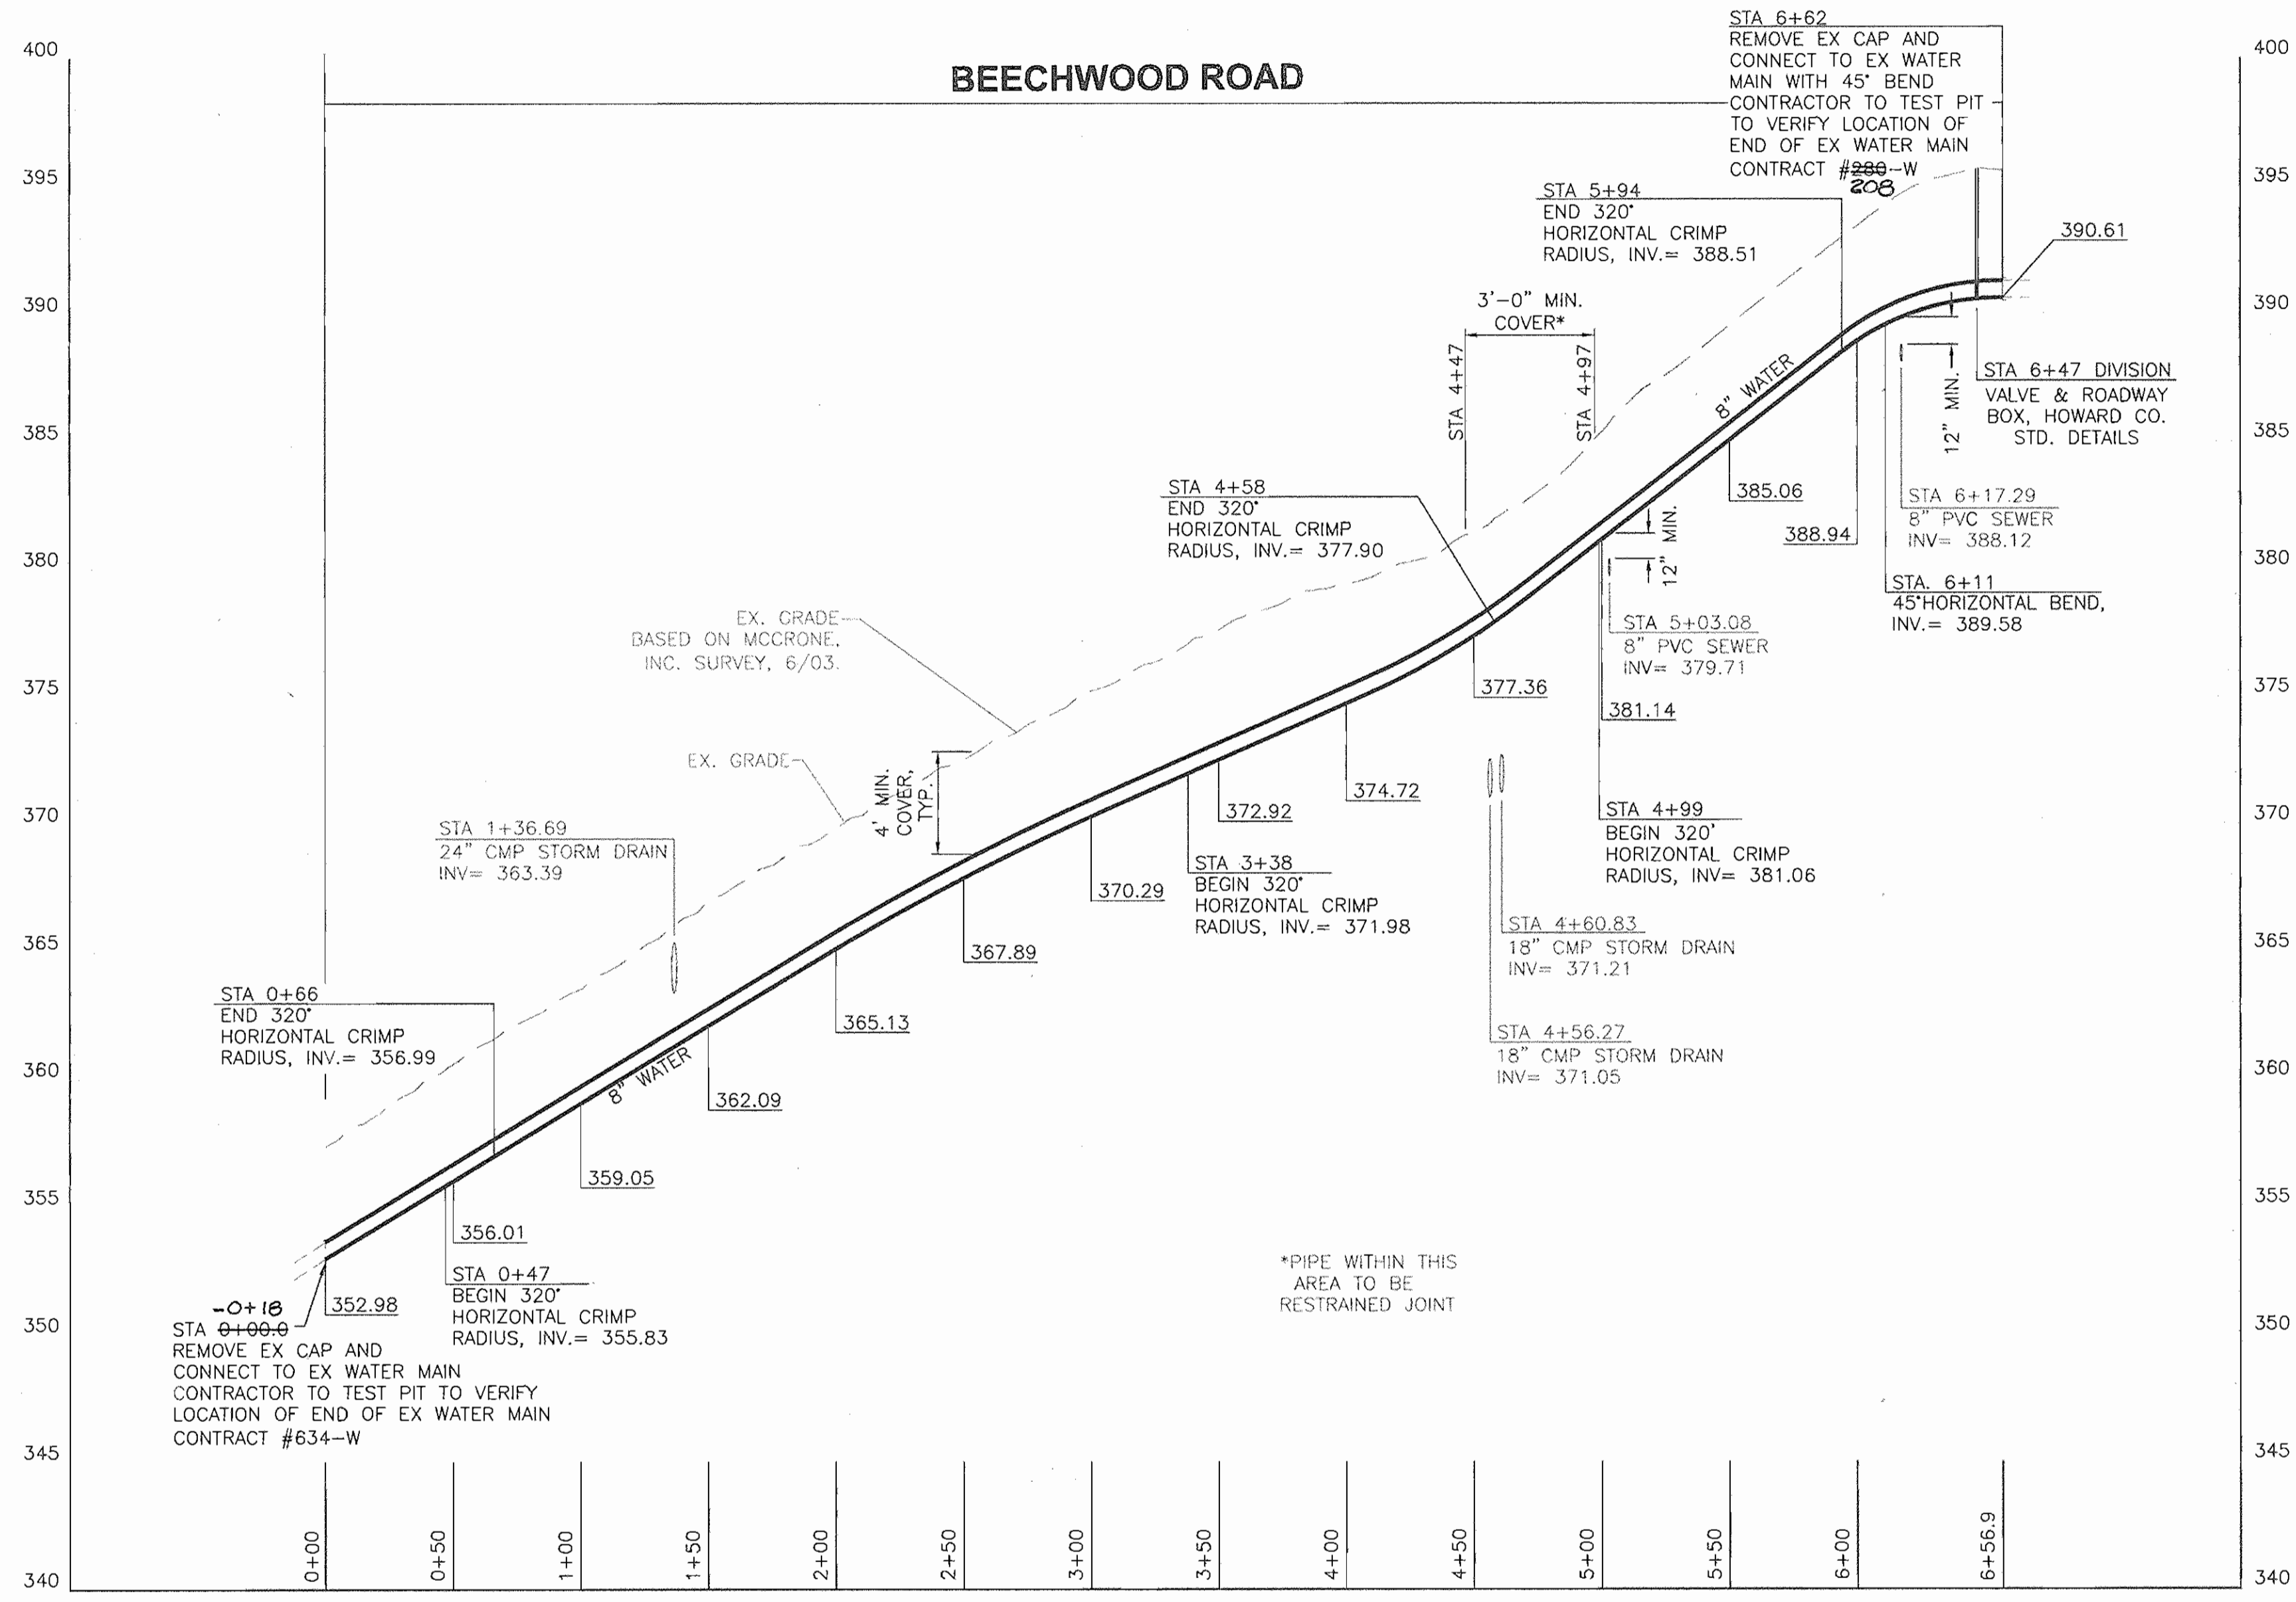 BEECHWOOD ROAD
400
395
390
385
380
375
370
365
360
355
350
345
340
400
395
390
385
380
375
370
365
360
355
350
345
340
STA 6+62
REMOVE EX CAP AND
CONNECT TO EX WATER
MAIN WITH 45° BEND
CONTRACTOR TO TEST PIT
TO VERIFY LOCATION OF
END OF EX WATER MAIN
CONTRACT #280-W
208
STA 5+94
END 320°
HORIZONTAL CRIMP
RADIUS, INV.= 388.51
390.61
3'-0" MIN.
COVER*
STA 4+47
STA 4+97
8" WATER
12" MIN.
STA 6+47 DIVISION
VALVE & ROADWAY
BOX, HOWARD CO.
STD. DETAILS
STA 4+58
END 320°
HORIZONTAL CRIMP
RADIUS, INV.= 377.90
385.06
388.94
STA 6+17.29
8" PVC SEWER
INV= 388.12
12" MIN.
STA. 6+11
45°HORIZONTAL BEND,
INV.= 389.58
STA 5+03.08
8" PVC SEWER
INV= 379.71
EX. GRADE
BASED ON MCCRONE,
INC. SURVEY, 6/03.
377.36
381.14
EX. GRADE
4' MIN.
COVER,
TYP.
374.72
372.92
STA 4+99
BEGIN 320'
HORIZONTAL CRIMP
RADIUS, INV= 381.06
STA 1+36.69
24" CMP STORM DRAIN
INV= 363.39
STA 3+38
BEGIN 320°
HORIZONTAL CRIMP
RADIUS, INV.= 371.98
370.29
367.89
STA 4+60.83
18" CMP STORM DRAIN
INV= 371.21
STA 0+66
END 320°
HORIZONTAL CRIMP
RADIUS, INV.= 356.99
365.13
STA 4+56.27
18" CMP STORM DRAIN
INV= 371.05
8" WATER
362.09
359.05
356.01
STA 0+47
BEGIN 320°
HORIZONTAL CRIMP
RADIUS, INV.= 355.83
*PIPE WITHIN THIS
AREA TO BE
RESTRAINED JOINT
352.98
-0+18
STA 0+00.0
REMOVE EX CAP AND
CONNECT TO EX WATER MAIN
CONTRACTOR TO TEST PIT TO VERIFY
LOCATION OF END OF EX WATER MAIN
CONTRACT #634-W
0+00
0+50
1+00
1+50
2+00
2+50
3+00
3+50
4+00
4+50
5+00
5+50
6+00
6+56.9